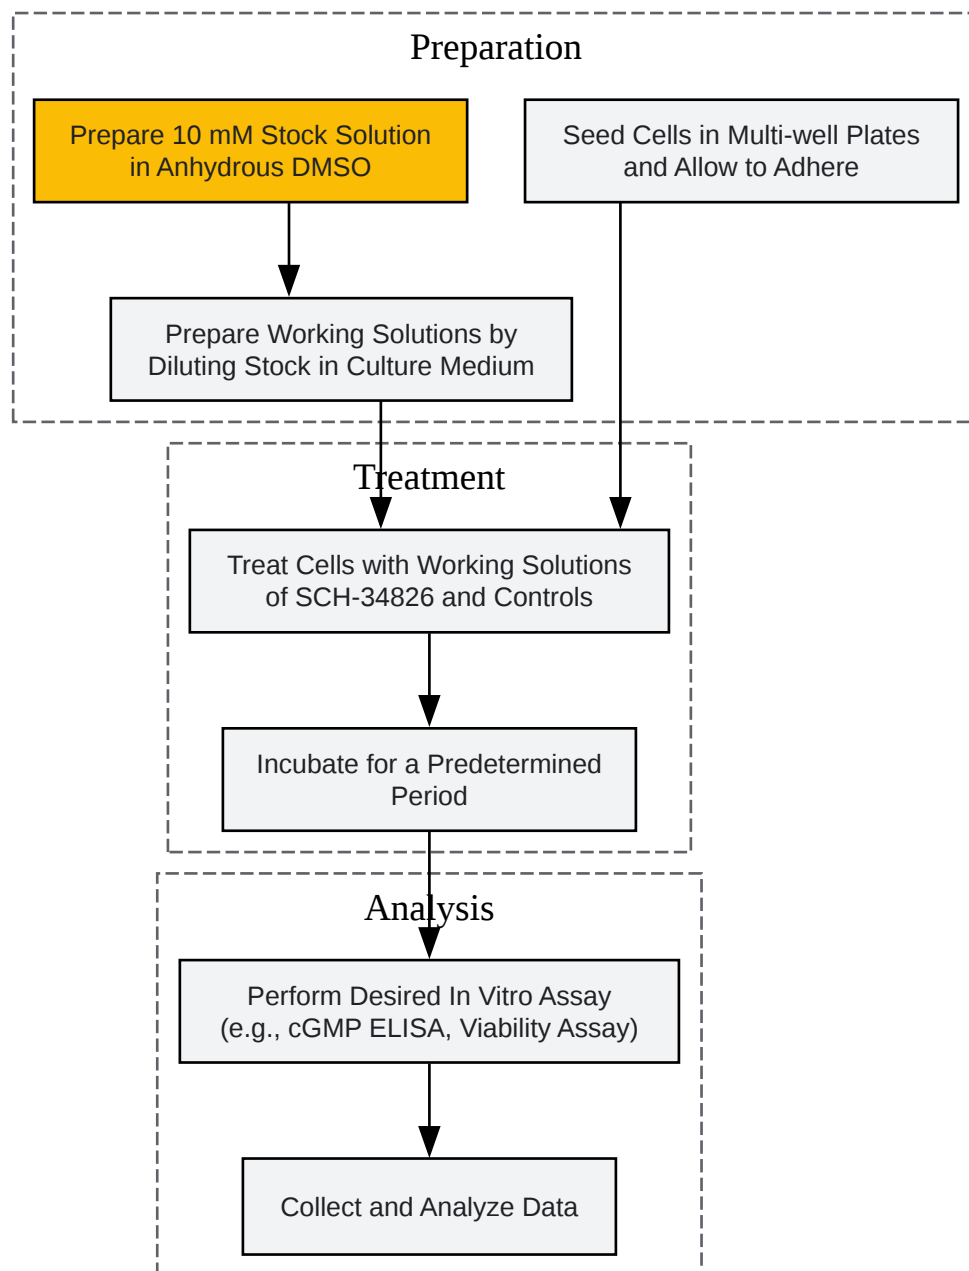 Preparation
Prepare 10 mM Stock Solution
in Anhydrous DMSO
Seed Cells in Multi-well Plates
and Allow to Adhere
Prepare Working Solutions by
Diluting Stock in Culture Medium
Treatment
Treat Cells with Working Solutions
of SCH-34826 and Controls
Incubate for a Predetermined
Period
Analysis
Perform Desired In Vitro Assay
(e.g., cGMP ELISA, Viability Assay)
Collect and Analyze Data